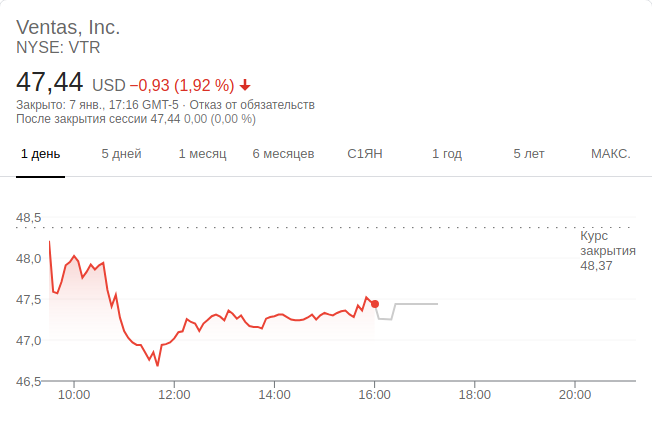 Ventas, Inc.
NYSE: VTR
47,44 USD −0,93 (1,92 %)
Закрыто: 7 янв., 17:16 GMT-5 · Отказ от обязательств
После закрытия сессии 47,44 0,00 (0,00 %)
1 день 5 дней 1 месяц 6 месяцев С1ЯН 1 год 5 лет МАКС.
48,5
Курс
закрытия
48,37
48,0
47,5
47,0
46,5
10:00 12:00 14:00 16:00 18:00 20:00